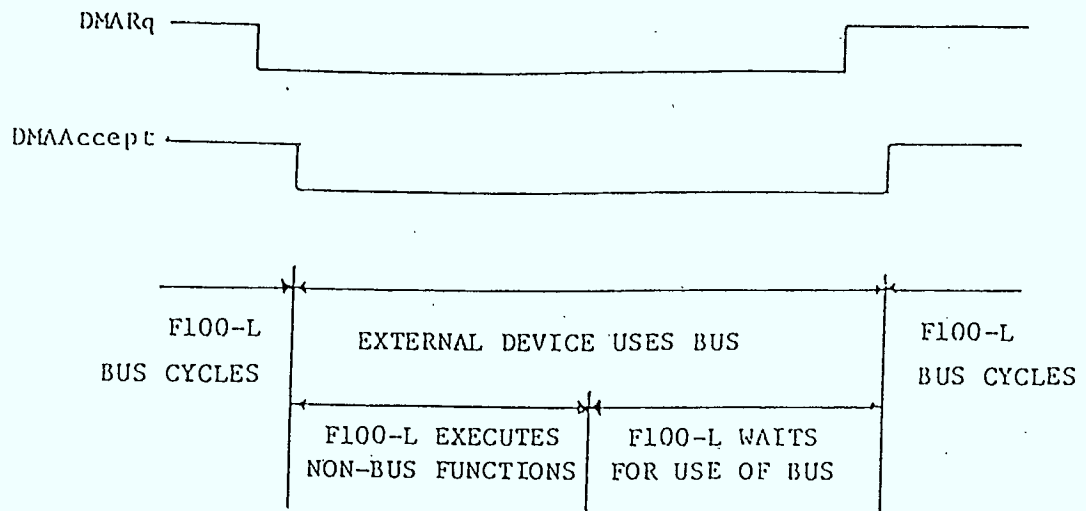 DMARq
DMAAccept
F100-L
BUS CYCLES
EXTERNAL DEVICE USES BUS
F100-L
BUS CYCLES
F100-L EXECUTES
NON-BUS FUNCTIONS
F100-L WAITS
FOR USE OF BUS